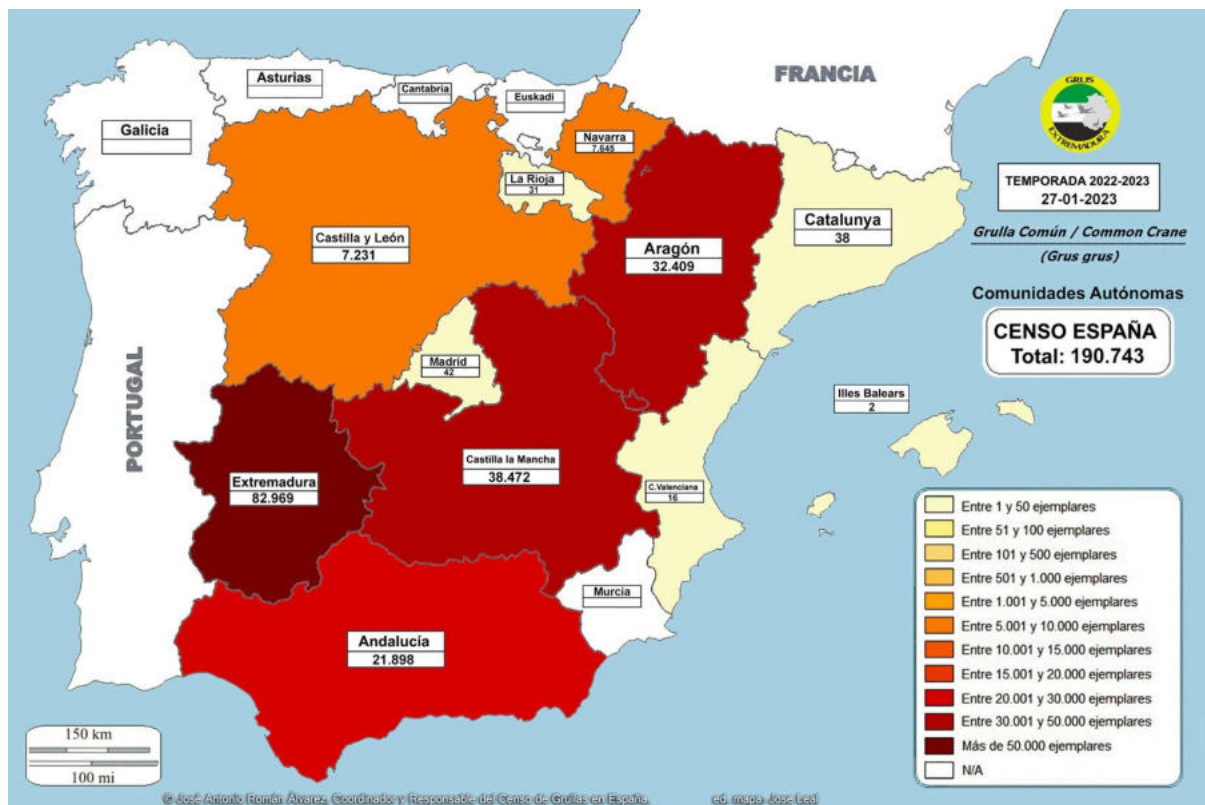 FRANCIA
GRUS
EXTREMADURA
TEMPORADA 2022-2023
27-01-2023
Grulla Común / Common Crane
(Grus grus)
Comunidades Autónomas
CENSO ESPAÑA
Total: 190.743
Asturias
Cantabria
Euskadi
Galicia
Navarra
7.645
La Rioja
31
Catalunya
38
Castilla y León
7.231
Aragón
32.409
Madrid
42
Illes Balears
2
PORTUGAL
Extremadura
82.969
Castilla la Mancha
38.472
C.Valenciana
16
Murcia
Andalucía
21.898
Entre 1 y 50 ejemplares
Entre 51 y 100 ejemplares
Entre 101 y 500 ejemplares
Entre 501 y 1.000 ejemplares
Entre 1.001 y 5.000 ejemplares
Entre 5.001 y 10.000 ejemplares
Entre 10.001 y 15.000 ejemplares
Entre 15.001 y 20.000 ejemplares
Entre 20.001 y 30.000 ejemplares
Entre 30.001 y 50.000 ejemplares
Más de 50.000 ejemplares
N/A
150 km
100 mi
© José Antonio Román Álvarez. Coordinador y Responsable del Censo de Grullas en España. ed. mapa: Jose Leal